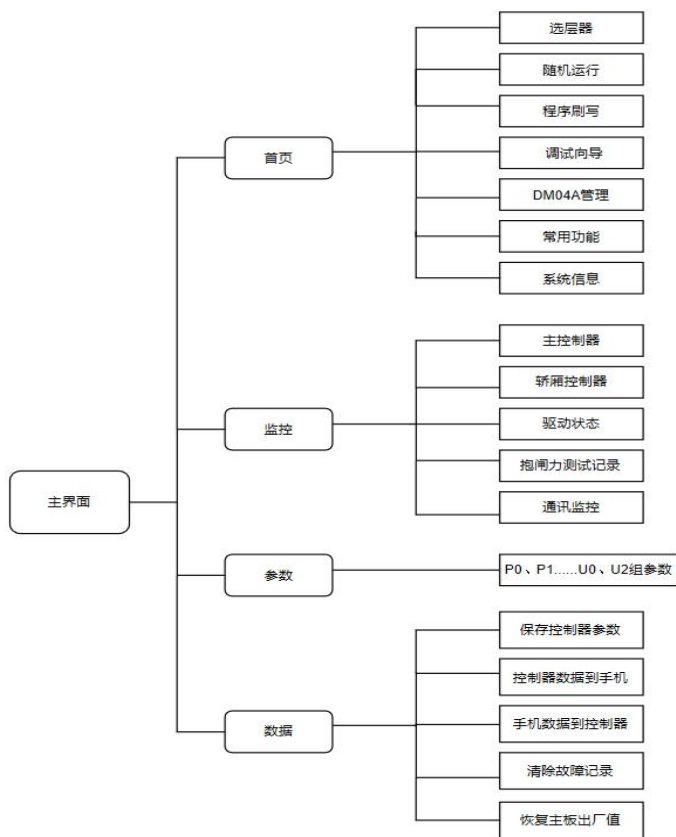 主界面
首页
选层器
随机运行
程序刷写
调试向导
DM04A管理
常用功能
系统信息
监控
主控制器
轿厢控制器
驱动状态
抱闸力测试记录
通讯监控
参数
P0、P1......U0、U2组参数
数据
保存控制器参数
控制器数据到手机
手机数据到控制器
清除故障记录
恢复主板出厂值